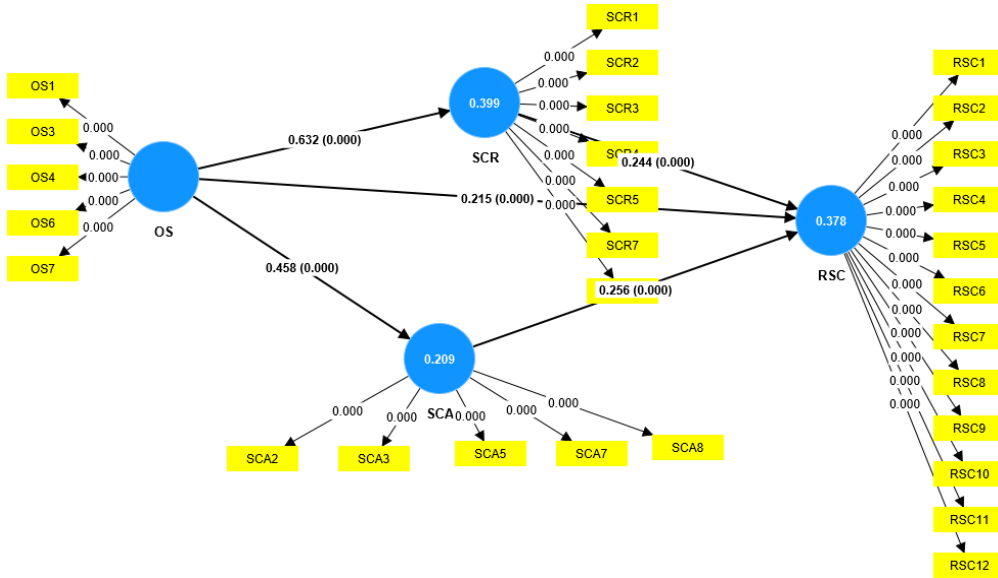 OS1
OS3
OS4
OS6
OS7
0.000
0.000
0.000
0.000
0.000
OS
0.632 (0.000)
0.215 (0.000)
0.458 (0.000)
0.399
SCR
SCR1
SCR2
SCR3
SCR4
SCR5
SCR7
0.000
0.000
0.000
0.000
0.000
0.000
0.000
0.244 (0.000)
0.256 (0.000)
0.209
SCA
0.000
0.000
0.000
0.000
0.000
SCA2
SCA3
SCA5
SCA7
SCA8
0.378
RSC
0.000
0.000
0.000
0.000
0.000
0.000
0.000
0.000
0.000
0.000
0.000
0.000
RSC1
RSC2
RSC3
RSC4
RSC5
RSC6
RSC7
RSC8
RSC9
RSC10
RSC11
RSC12